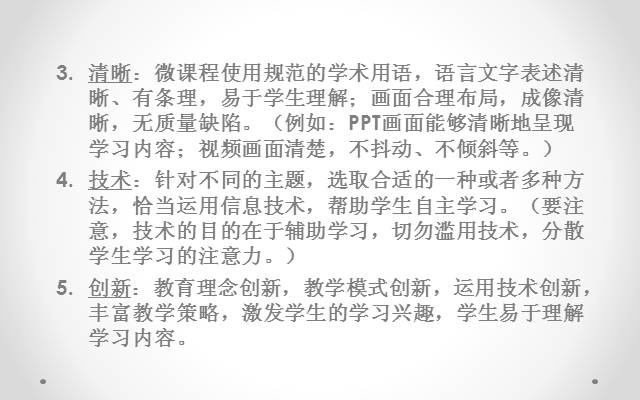 3. 清晰：微课程使用规范的学术用语，语言文字表述清
晰、有条理，易于学生理解；画面合理布局，成像清
晰，无质量缺陷。（例如：PPT画面能够清晰地呈现
学习内容；视频画面清楚，不抖动、不倾斜等。）
4. 技术：针对不同的主题，选取合适的一种或者多种方
法，恰当运用信息技术，帮助学生自主学习。（要注
意，技术的目的在于辅助学习，切勿滥用技术，分散
学生学习的注意力。）
5. 创新：教育理念创新，教学模式创新，运用技术创新，
丰富教学策略，激发学生的学习兴趣，学生易于理解
学习内容。